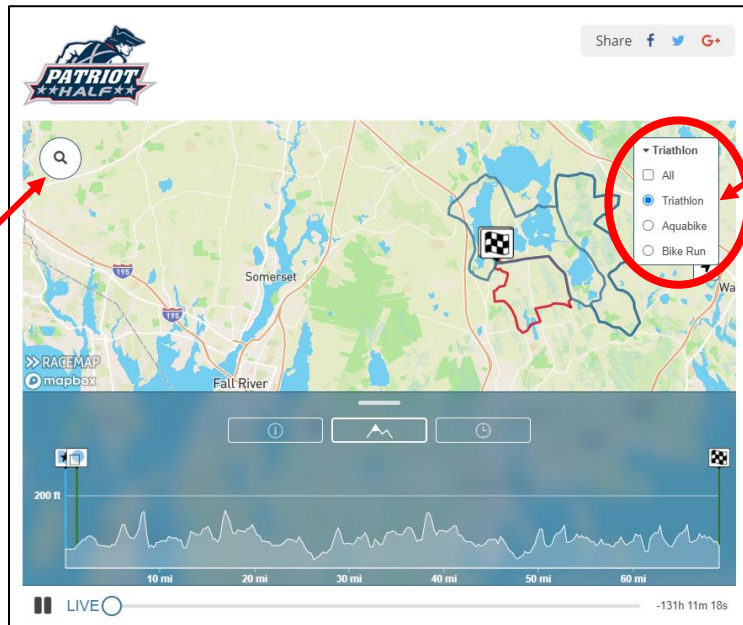 Share f G+
PATRIOT
HALF
Triathlon
All
Triathlon
Aquabike
Bike Run
195
Somerset
195
Wa
RACEMAP
mapbox
Fall River
200 ft
10 mi
20 mi
30 mi
40 mi
50 mi
60 mi
LIVE
-131h 11m 18s